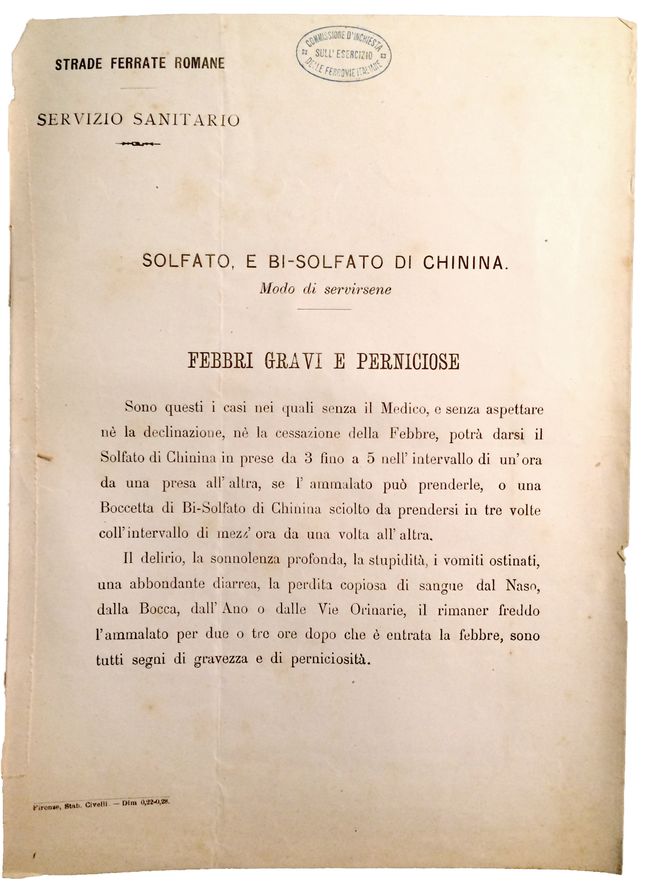 STRADE FERRATE ROMANE
SERVIZIO SANITARIO
COMMISSIONE D'INCHIESTA
SULL'ESERCIZIO
DELLE FERROVIE ITALIANE
SOLFATO, E BI-SOLFATO DI CHININA.
Modo di servirsene
FEBBRI GRAVI E PERNICIOSE
Sono questi i casi nei quali senza il Medico, e senza aspettare
nè la declinazione, nè la cessazione della Febbre, potrà darsi il
Solfato di Chinina in prese da 3 fino a 5 nell'intervallo di un'ora
da una presa all'altra, se l'ammalato può prenderle, o una
Boccetta di Bi-Solfato di Chinina sciolto da prendersi in tre volte
coll'intervallo di mezz'ora da una volta all'altra.
Il delirio, la sonnolenza profonda, la stupidità, i vomiti ostinati,
una abbondante diarrea, la perdita copiosa di sangue dal Naso,
dalla Bocca, dall'Ano o dalle Vie Orinarie, il rimaner freddo
l'ammalato per due o tre ore dopo che è entrata la febbre, sono
tutti segni di gravezza e di perniciosità.
Firenze, Stab. Civelli. — Dim 0,22-0,28.